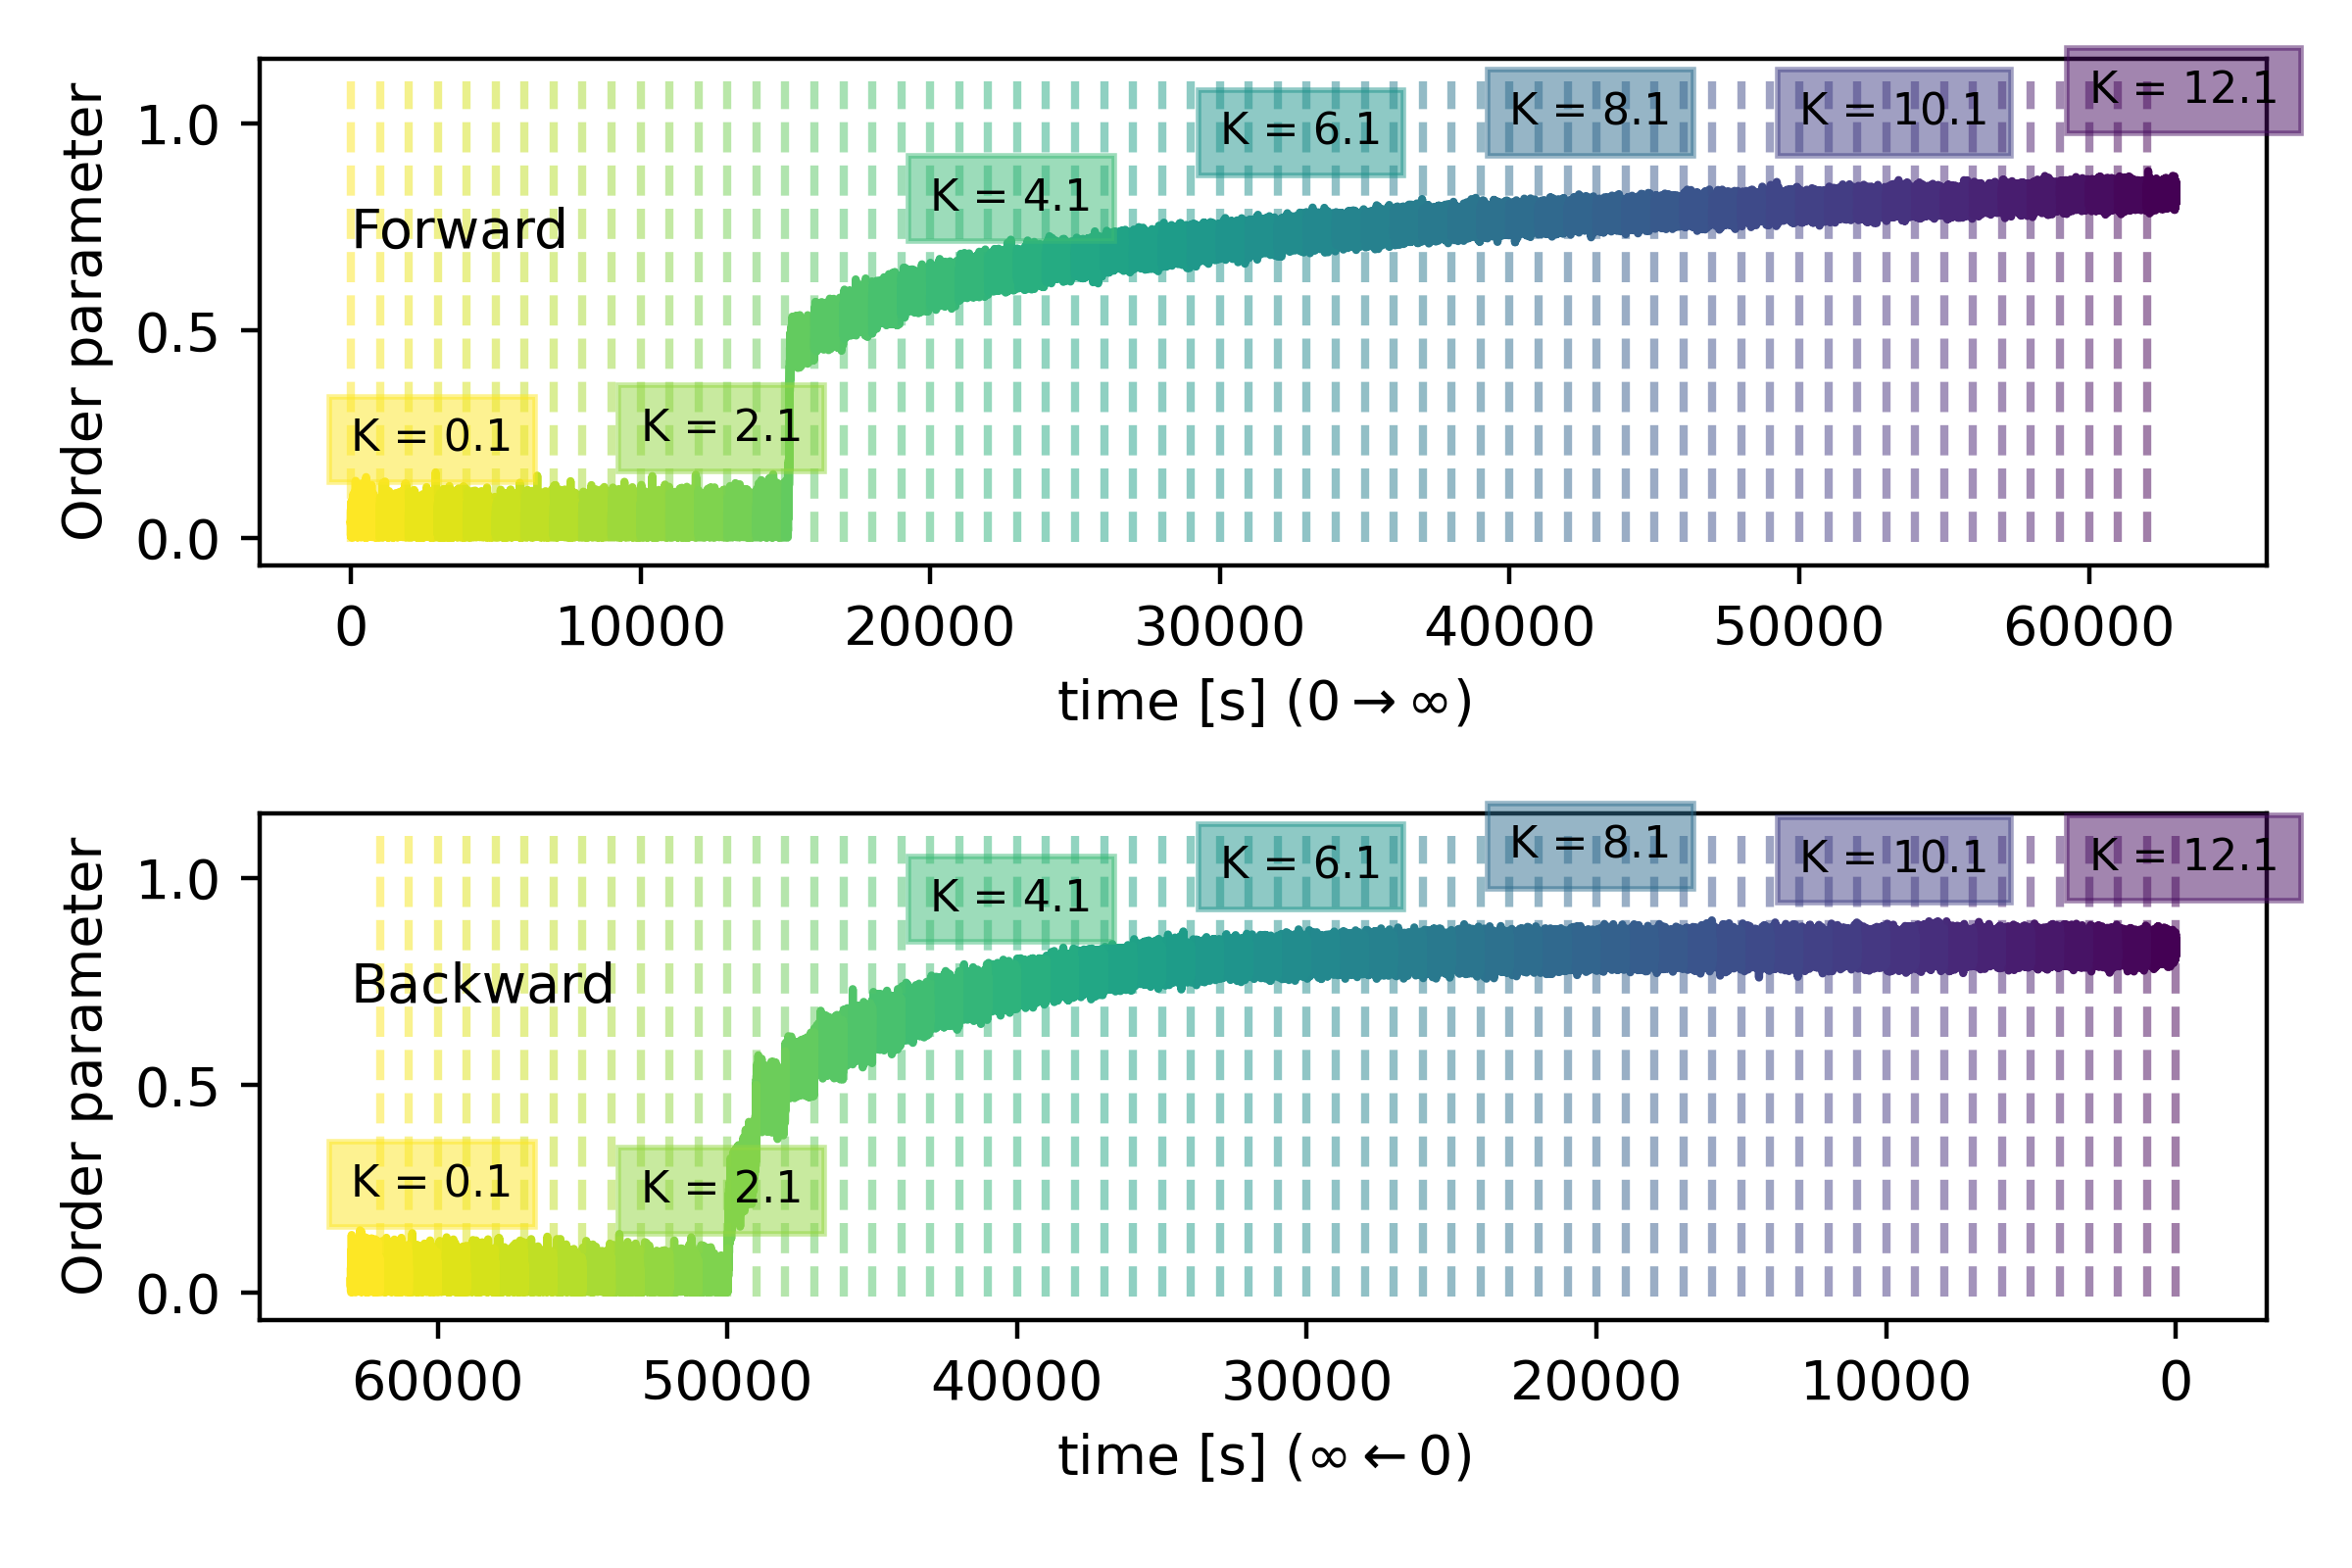 Order parameter
1.0
0.5
0.0
Forward
K = 0.1
K = 2.1
K = 4.1
K = 6.1
K = 8.1
K = 10.1
K = 12.1
0 10000 20000 30000 40000 50000 60000
time [s] (0 → ∞)
Order parameter
1.0
0.5
0.0
Backward
K = 0.1
K = 2.1
K = 4.1
K = 6.1
K = 8.1
K = 10.1
K = 12.1
60000 50000 40000 30000 20000 10000 0
time [s] (∞ ← 0)